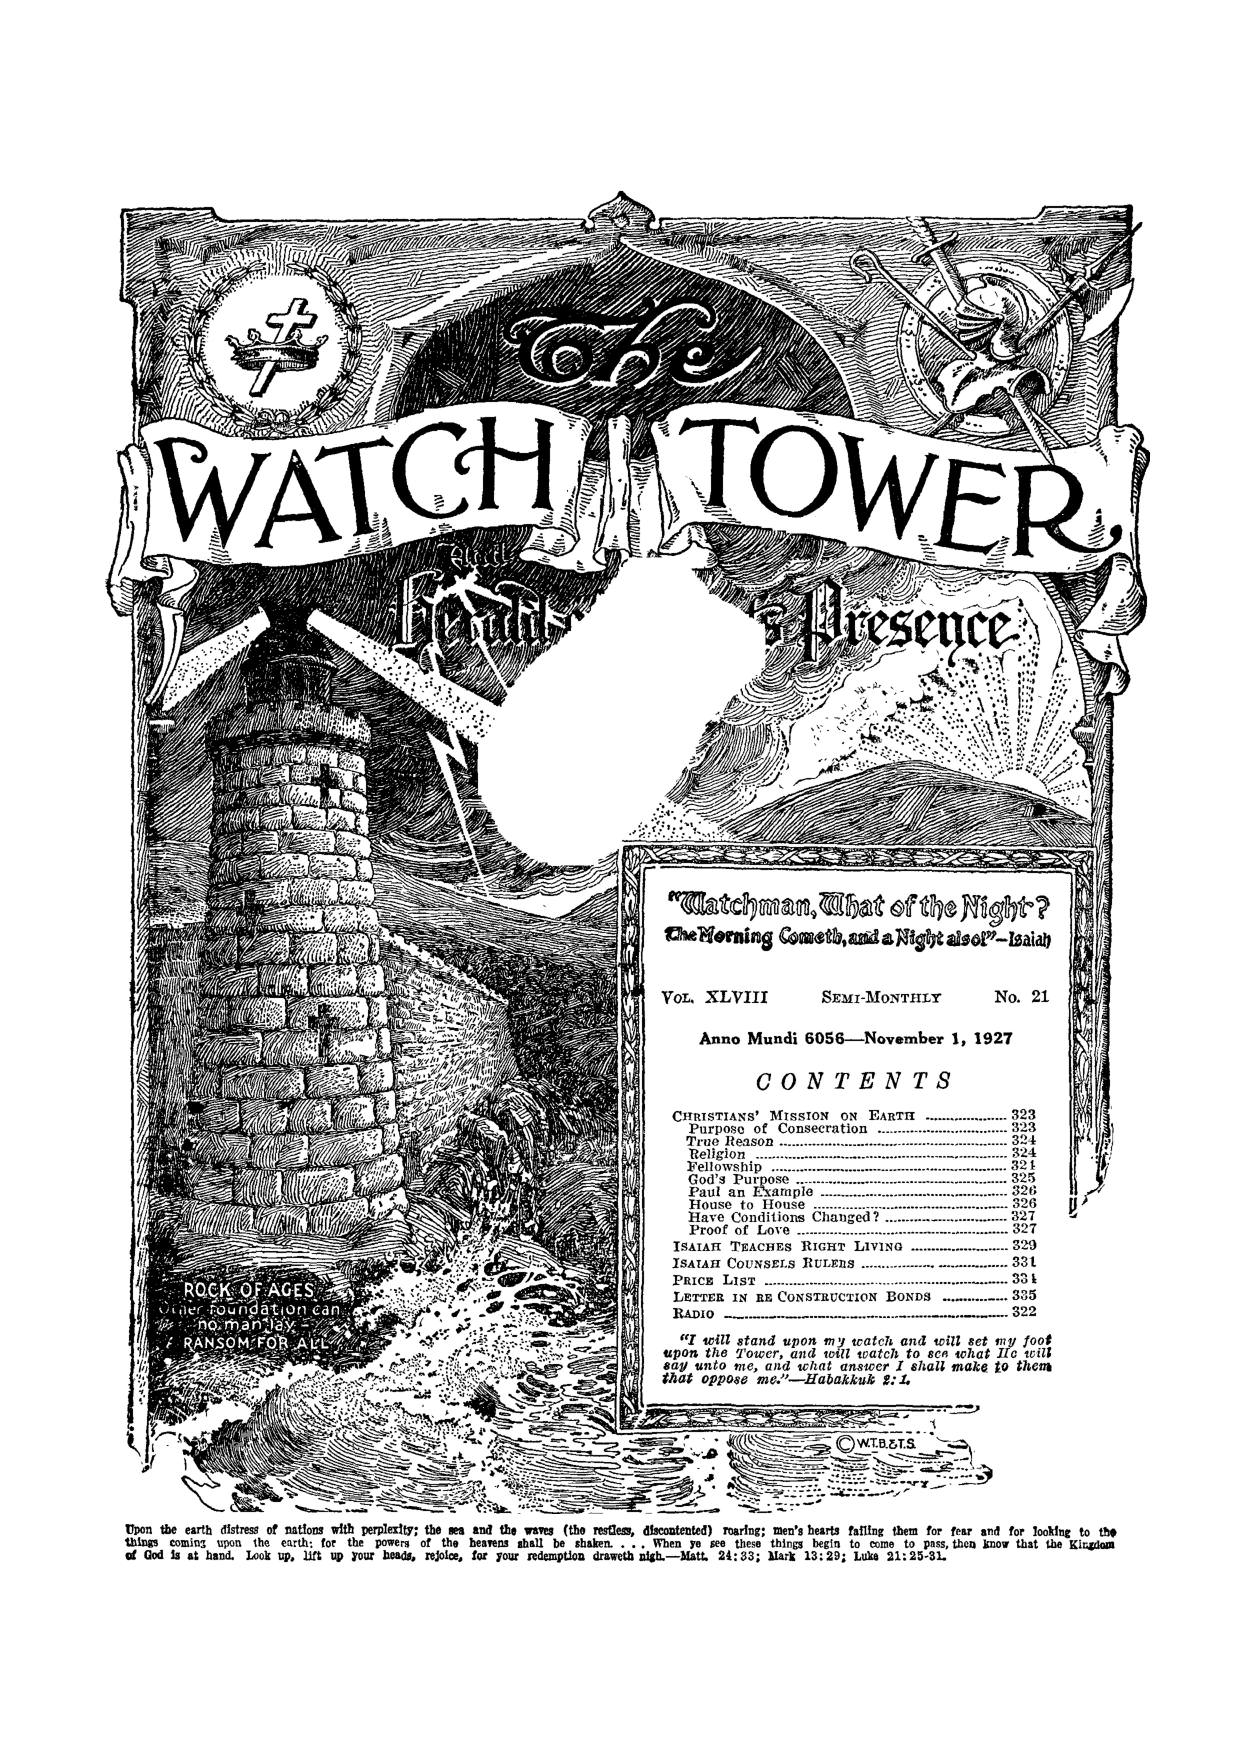 The
WATCH TOWER
And
Herald 's Presence
"Watchman, What of the Night?
The Morning Cometh, and a Night also!"—Isaiah
VOL. XLVIII SEMI-MONTHLY No. 21
Anno Mundi 6056—November 1, 1927
CONTENTS
CHRISTIANS' MISSION ON EARTH 323
Purpose of Consecration 323
True Reason 324
Religion 324
Fellowship 324
God's Purpose 325
Paul an Example 326
House to House 326
Have Conditions Changed? 327
Proof of Love 327
ISAIAH TEACHES RIGHT LIVING 329
ISAIAH COUNSELS RULERS 331
PRICE LIST 334
LETTER IN RE CONSTRUCTION BONDS 335
RADIO 322
"I will stand upon my watch and will set my foot
upon the Tower, and will watch to see what He will
say unto me, and what answer I shall make to them
that oppose me."—Habakkuk 2:1.
ROCK OF AGES
Other foundation can
no man lay
RANSOM FOR ALL
©W.T.B.&T.S.
Upon the earth distress of nations with perplexity; the sea and the waves (the restless, discontented) roaring; men's hearts failing them for fear and for looking to the
things coming upon the earth: for the powers of the heavens shall be shaken. . . . When ye see these things begin to come to pass, then know that the Kingdom
of God is at hand. Look up, lift up your heads, rejoice, for your redemption draweth nigh.—Matt. 24:33; Mark 13:29; Luke 21:25-31.